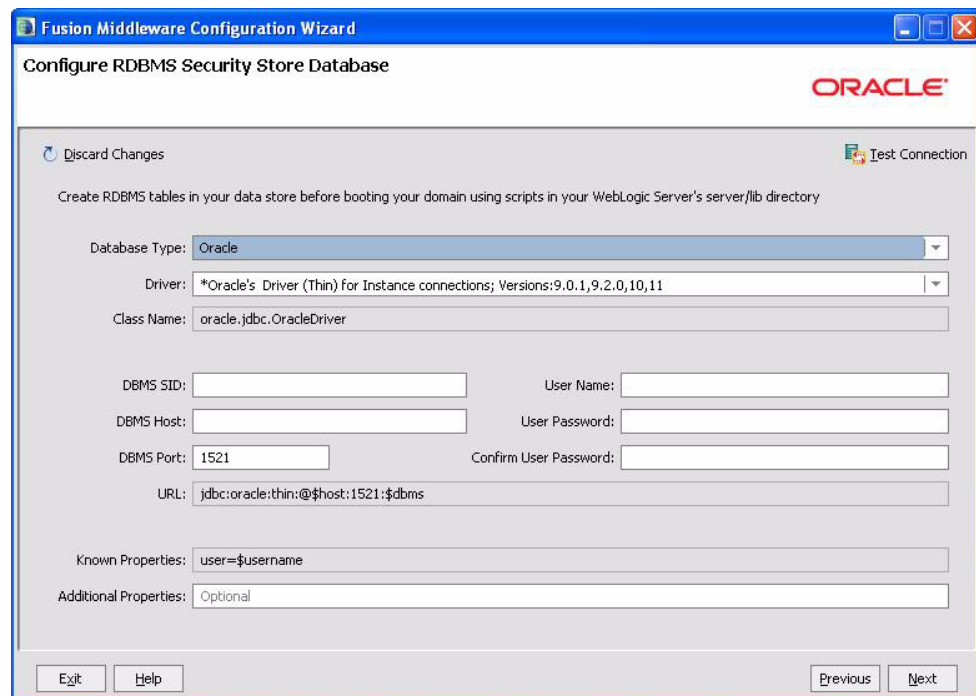 Fusion Middleware Configuration Wizard
Configure RDBMS Security Store Database
ORACLE
Discard Changes
Test Connection
Create RDBMS tables in your data store before booting your domain using scripts in your WebLogic Server's server/lib directory
Database Type: Oracle
Driver: *Oracle's Driver (Thin) for Instance connections; Versions:9.0.1,9.2.0,10,11
Class Name: oracle.jdbc.OracleDriver
DBMS SID: User Name:
DBMS Host: User Password:
DBMS Port: 1521 Confirm User Password:
URL: jdbc:oracle:thin:@$host:1521:$dbms
Known Properties: user=$username
Additional Properties: Optional
Exit Help Previous Next